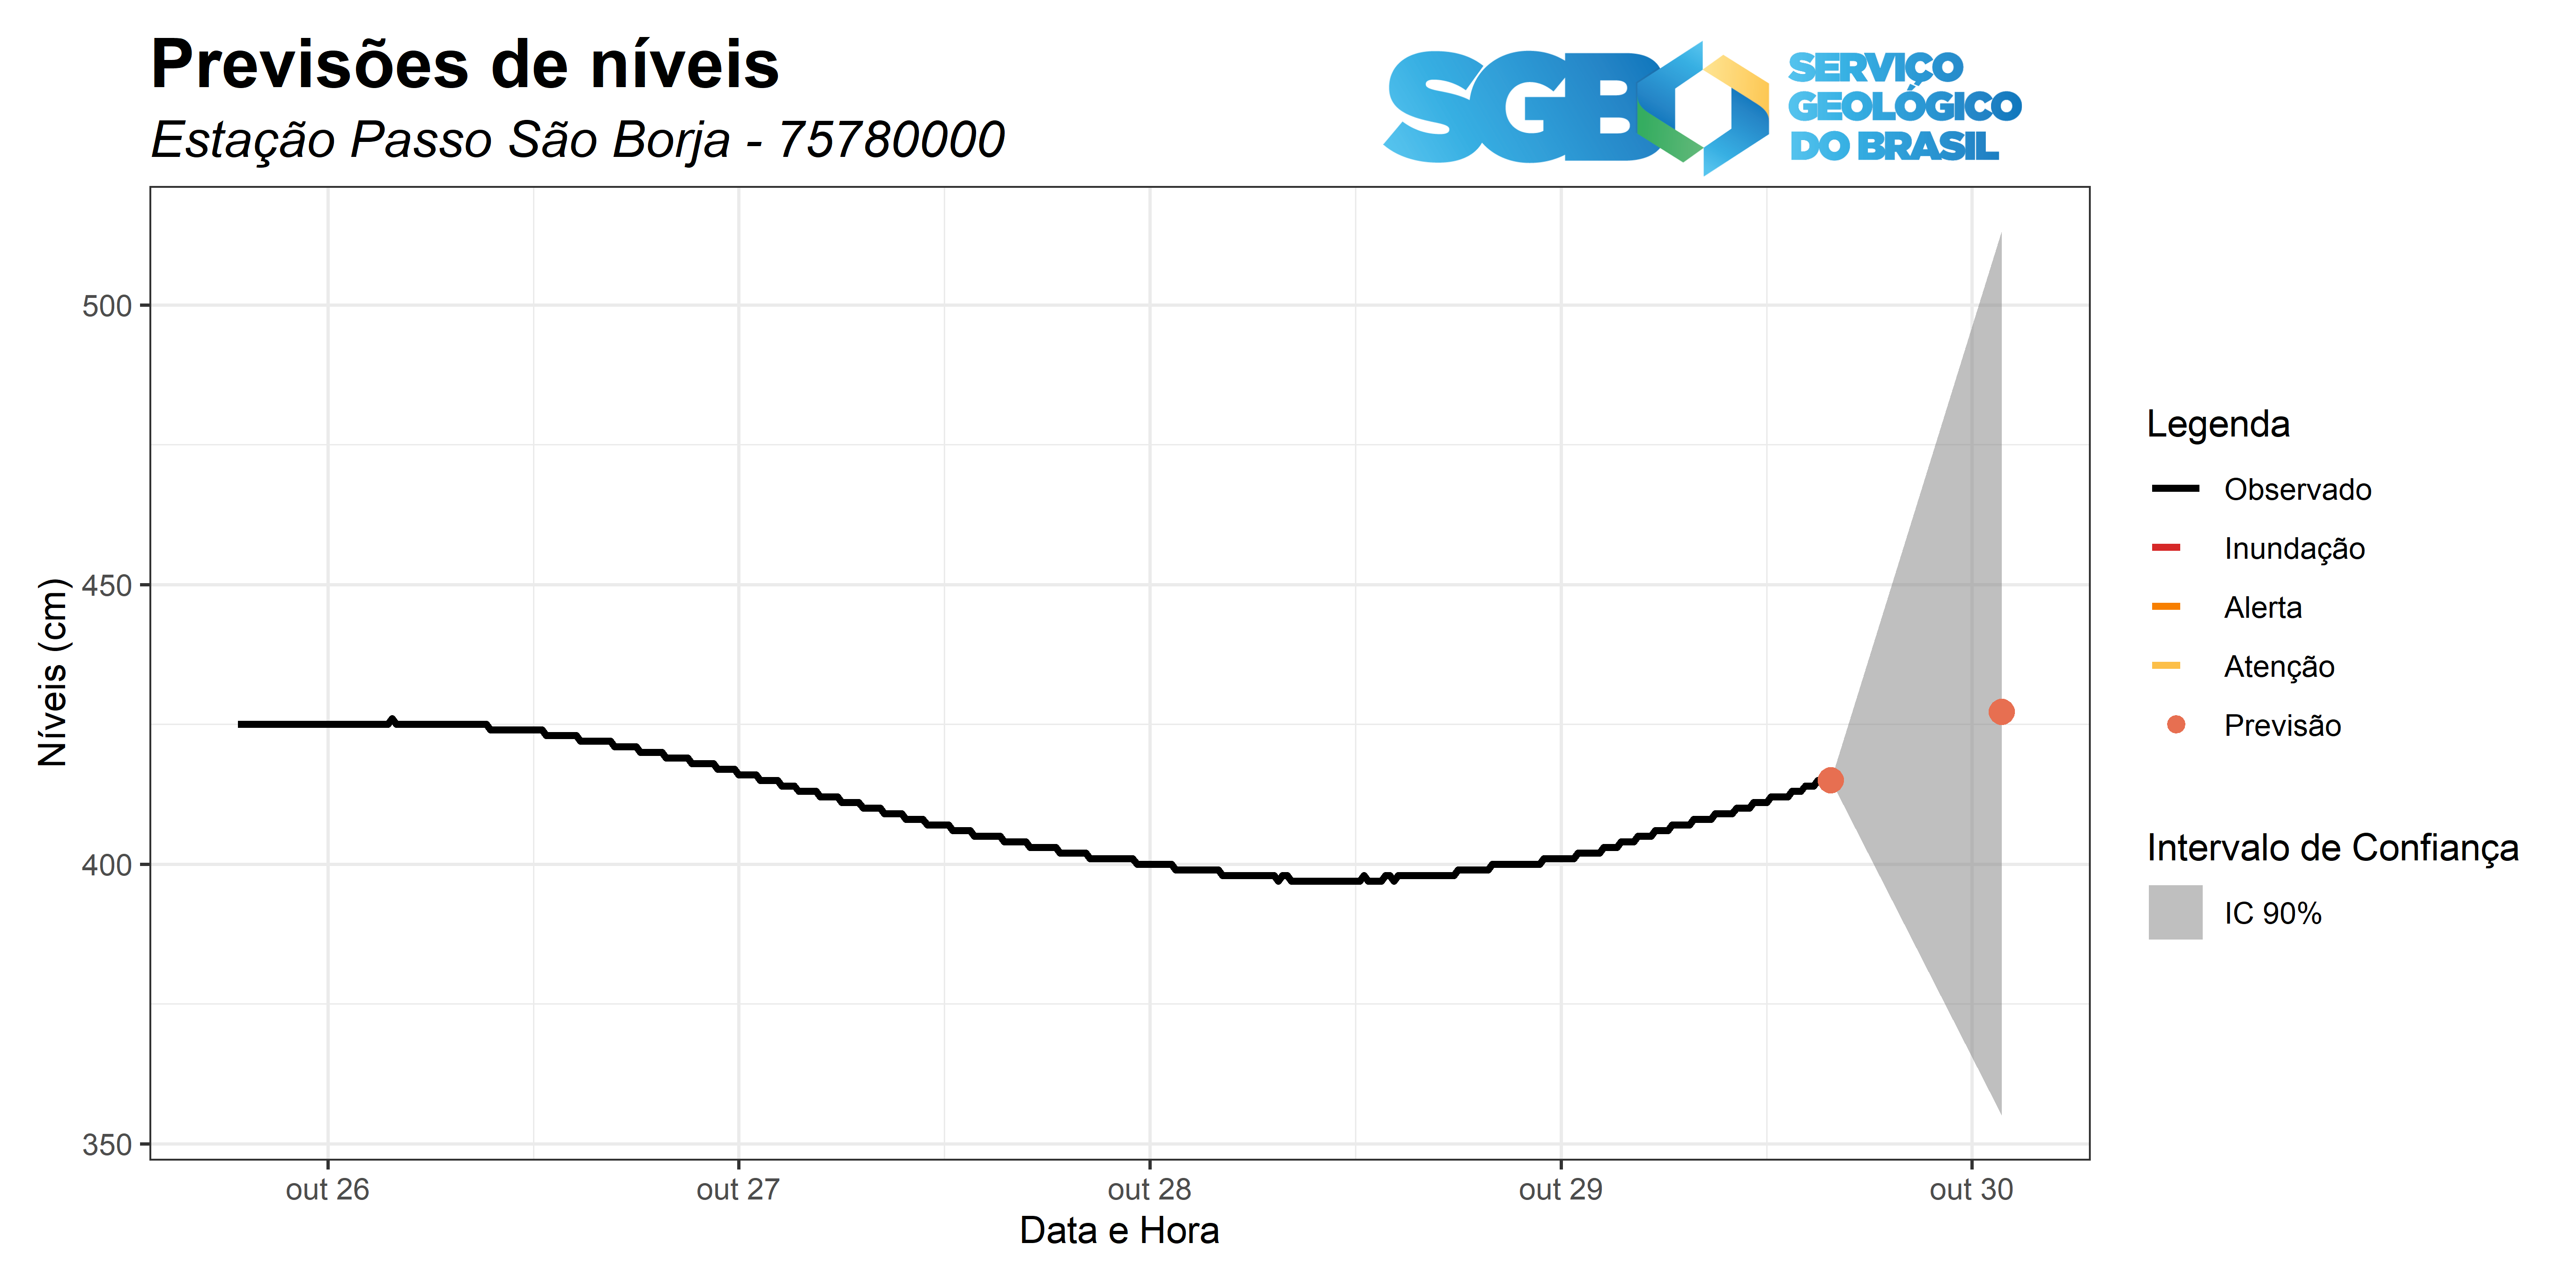 Previsões de níveis
Estação Passo São Borja - 75780000
SGB
SERVIÇO
GEOLÓGICO
DO BRASIL
Níveis (cm)
500
450
400
350
out 26
out 27
out 28
out 29
out 30
Data e Hora
Legenda
Observado
Inundação
Alerta
Atenção
Previsão
Intervalo de Confiança
IC 90%